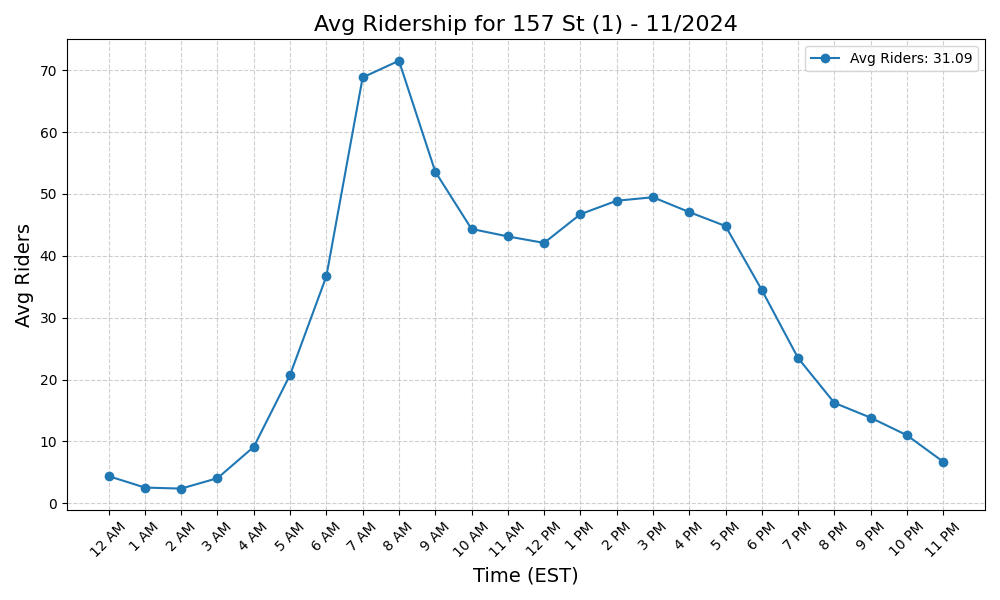 Avg Ridership for 157 St (1) - 11/2024
Avg Riders: 31.09
Avg Riders
70
60
50
40
30
20
10
0
12 AM
1 AM
2 AM
3 AM
4 AM
5 AM
6 AM
7 AM
8 AM
9 AM
10 AM
11 AM
12 PM
1 PM
2 PM
3 PM
4 PM
5 PM
6 PM
7 PM
8 PM
9 PM
10 PM
11 PM
Time (EST)